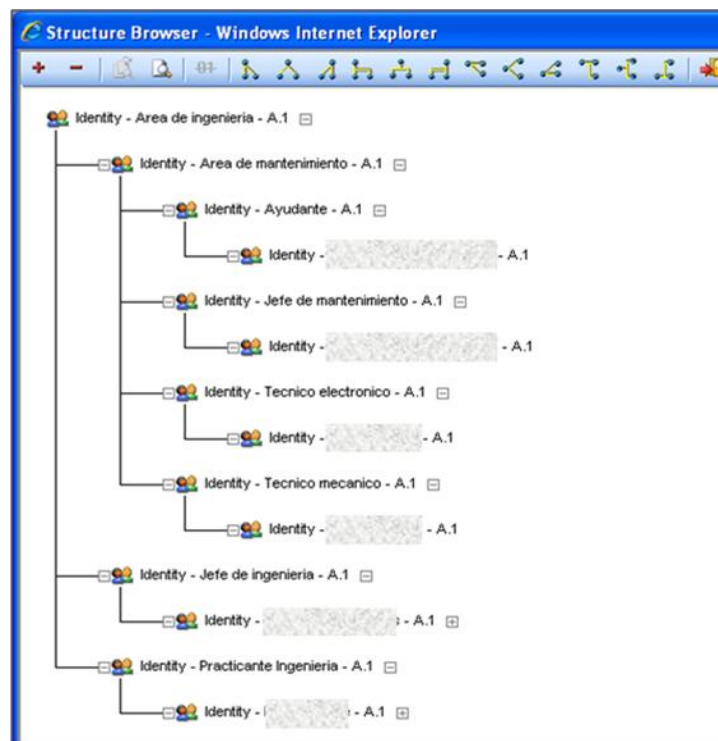 Structure Browser - Windows Internet Explorer
Identity - Area de ingenieria - A.1
Identity - Area de mantenimiento - A.1
Identity - Ayudante - A.1
Identity - - A.1
Identity - Jefe de mantenimiento - A.1
Identity - - A.1
Identity - Tecnico electronico - A.1
Identity - - A.1
Identity - Tecnico mecanico - A.1
Identity - - A.1
Identity - Jefe de ingenieria - A.1
Identity - - A.1
Identity - Practicante Ingenieria - A.1
Identity - - A.1